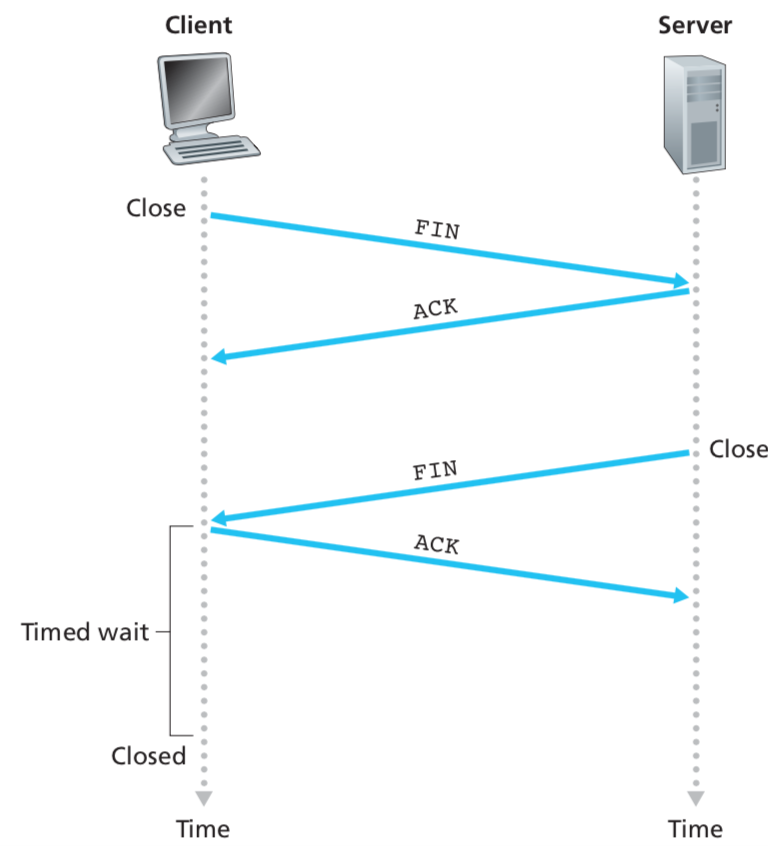 Client
Server
Close
FIN
ACK
Close
FIN
ACK
Timed wait
Closed
Time
Time